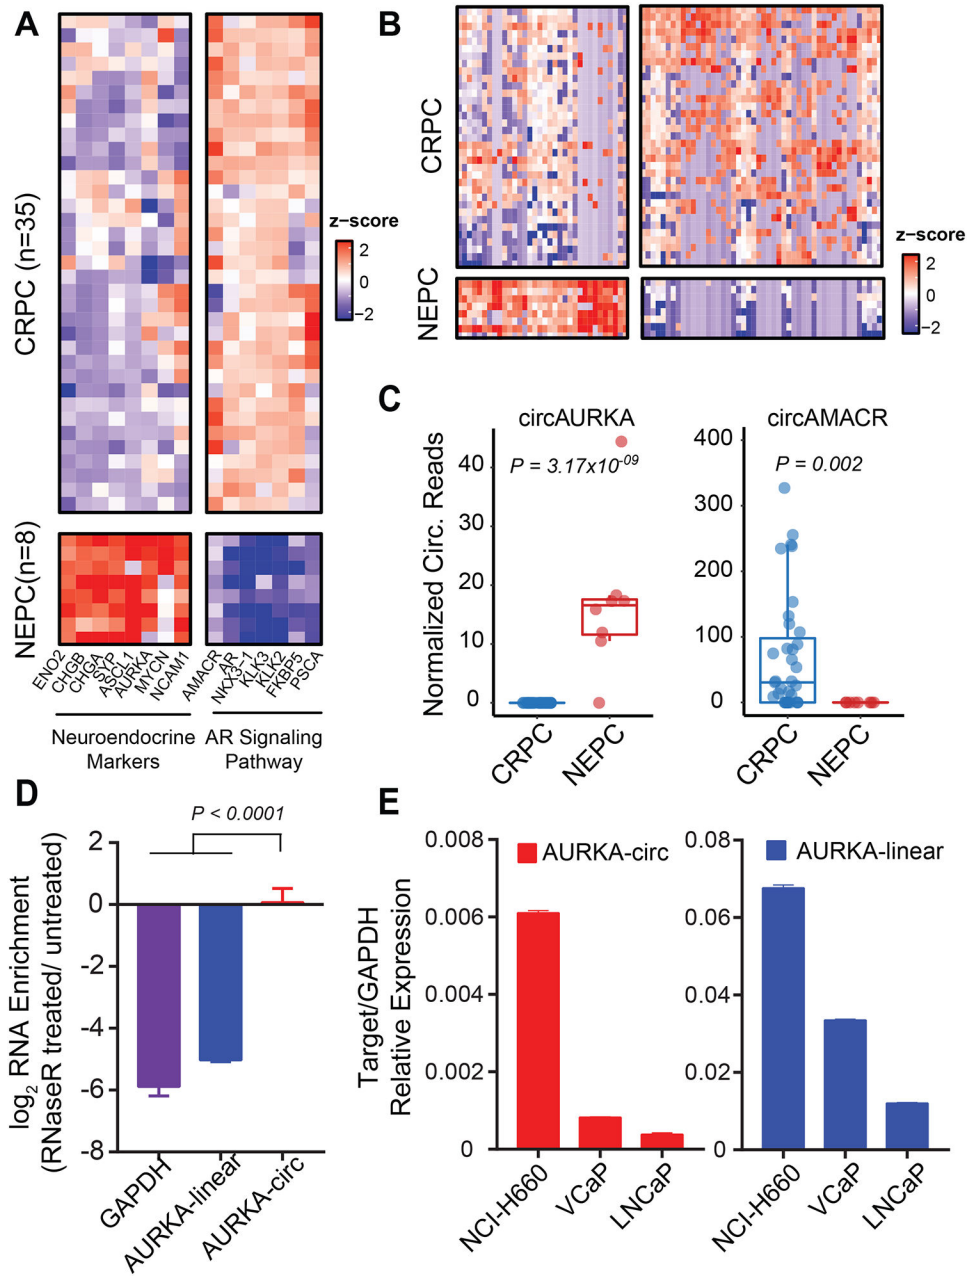 A
CRPC (n=35)
NEPC(n=8)
z-score
2
1
0
−1
−2
ENO2
CHGB
CHGA
SYP
ASCL1
AURKA
MYCN
NCAM1
AMACR
AR
NKX3-1
KLK3
KLK2
FKBP5
PSCA
Neuroendocrine
Markers
AR Signaling
Pathway
B
CRPC
NEPC
z-score
2
1
0
−1
−2
C
Normalized Circ. Reads
circAURKA
P = 3.17x10-09
40
30
20
10
0
CRPC
NEPC
circAMACR
P = 0.002
400
300
200
100
0
CRPC
NEPC
D
P < 0.0001
log2 RNA Enrichment
(RNaseR treated/ untreated)
2
0
-2
-4
-6
-8
GAPDH
AURKA-linear
AURKA-circ
E
Target/GAPDH
Relative Expression
AURKA-circ
0.008
0.006
0.004
0.002
0
NCI-H660
VCaP
LNCaP
AURKA-linear
0.08
0.06
0.04
0.02
0
NCI-H660
VCaP
LNCaP